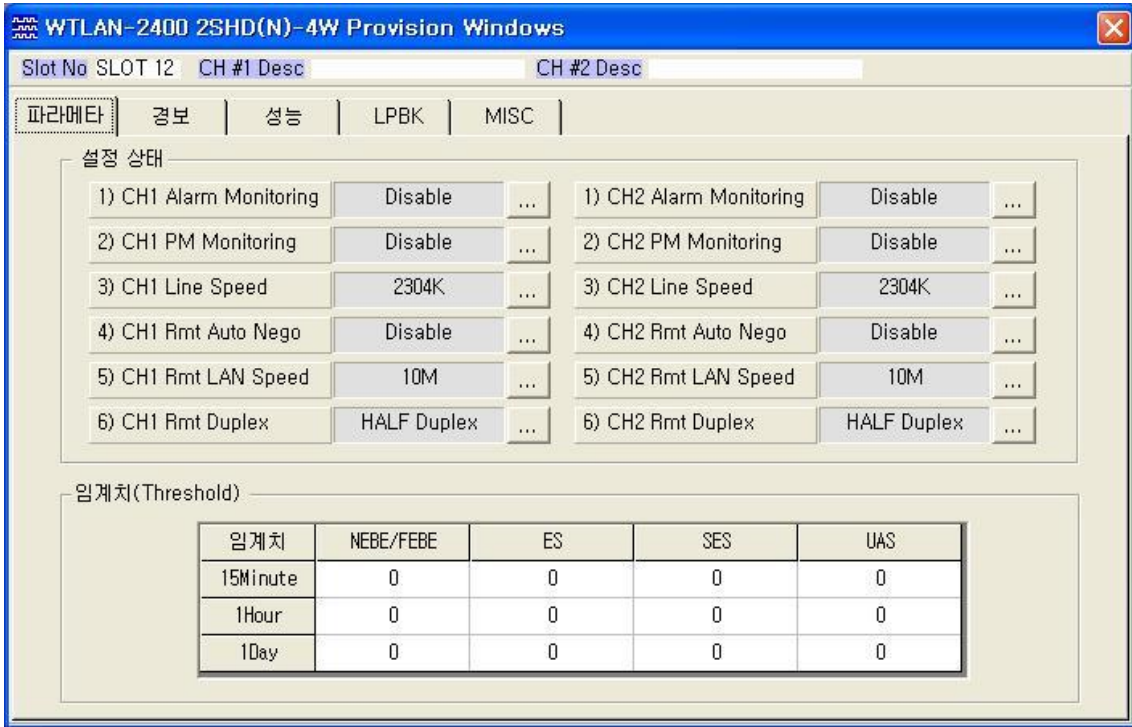 WTLAN-2400 2SHD(N)-4W Provision Windows
Slot No SLOT 12 CH #1 Desc CH #2 Desc
파라메타 경보 성능 LPBK MISC
설정 상태
1) CH1 Alarm Monitoring Disable ... 1) CH2 Alarm Monitoring Disable ...
2) CH1 PM Monitoring Disable ... 2) CH2 PM Monitoring Disable ...
3) CH1 Line Speed 2304K ... 3) CH2 Line Speed 2304K ...
4) CH1 Rmt Auto Nego Disable ... 4) CH2 Rmt Auto Nego Disable ...
5) CH1 Rmt LAN Speed 10M ... 5) CH2 Rmt LAN Speed 10M ...
6) CH1 Rmt Duplex HALF Duplex ... 6) CH2 Rmt Duplex HALF Duplex ...
임계치(Threshold)
임계치 NEBE/FEBE ES SES UAS
15Minute 0 0 0 0
1Hour 0 0 0 0
1Day 0 0 0 0